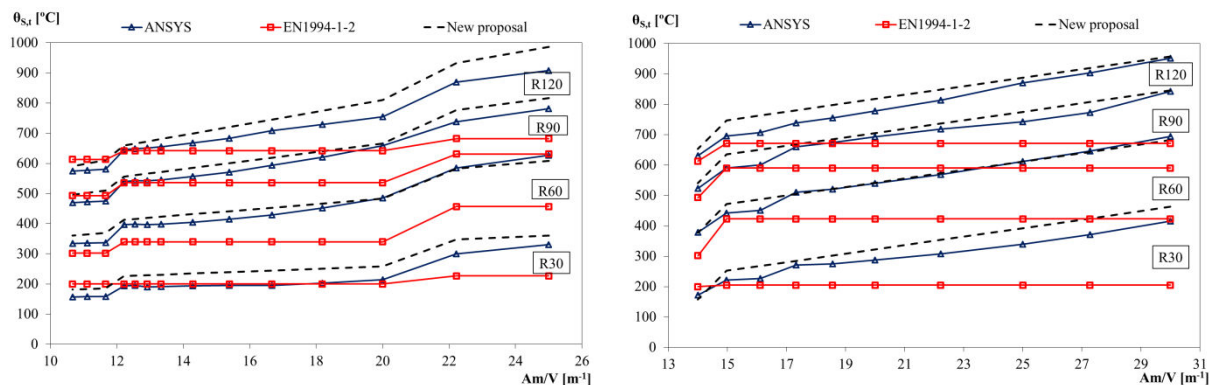 θS,t [ºC]
ANSYS EN1994-1-2 New proposal
1000
900
800
700
600
500
400
300
200
100
0
R120
R90
R60
R30
10 12 14 16 18 20 22 24 26
Am/V [m-1]
θS,t [ºC]
ANSYS EN1994-1-2 New proposal
1000
900
800
700
600
500
400
300
200
100
0
R120
R90
R60
R30
13 15 17 19 21 23 25 27 29 31
Am/V [m-1]